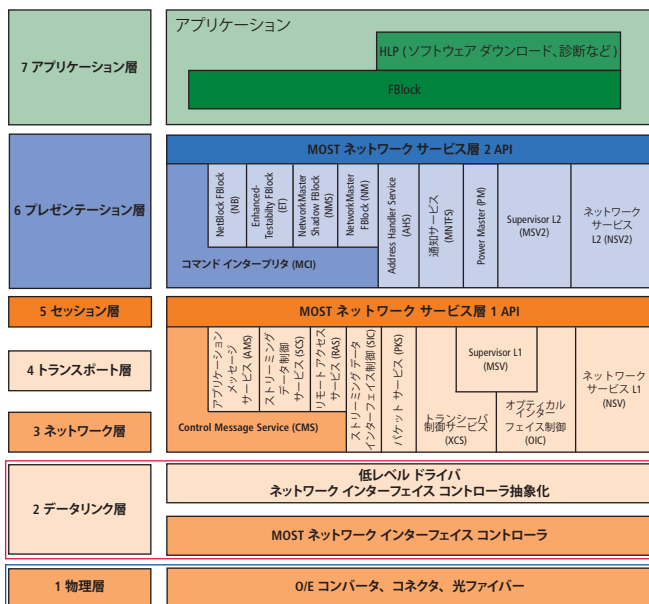 アプリケーション
7 アプリケーション層
HLP ( ソフトウェア ダウンロード、診断など )
FBlock
MOST ネットワーク サービス層 2 API
6 プレゼンテーション層
NetBlock FBlock
(NB)
Enhanced-
Testabilty FBlock
(ET)
NetworkMaster
Shadow FBlock
(NMS)
NetworkMaster
FBlock (NM)
Address Handler Service
(AHS)
通知サービス
(MNTFS)
Power Master (PM)
Supervisor L2
(MSV2)
ネットワーク
サービス
L2 (NSV2)
コマンド インタープリタ (MCI)
5 セッション層
MOST ネットワーク サービス層 1 API
4 トランスポート層
アプリケーション
メッセージ
サービス (AMS)
ストリーミング
データ制御
サービス (SCS)
リモートアクセス
サービス (RAS)
ストリーミング データ
インターフェイス制御 (SIC)
パケット サービス (PKS)
Supervisor L1
(MSV)
ネットワーク
サービス L1
(NSV)
3 ネットワーク層
Control Message Service (CMS)
トランシーバ
制御サービス
(XCS)
オプティカル
インター
フェイス制御
(OIC)
2 データリンク層
低レベル ドライバ
ネットワーク インターフェイス コントローラ抽象化
MOST ネットワーク インターフェイス コントローラ
1 物理層
O/E コンバータ、コネクタ、光ファイバー